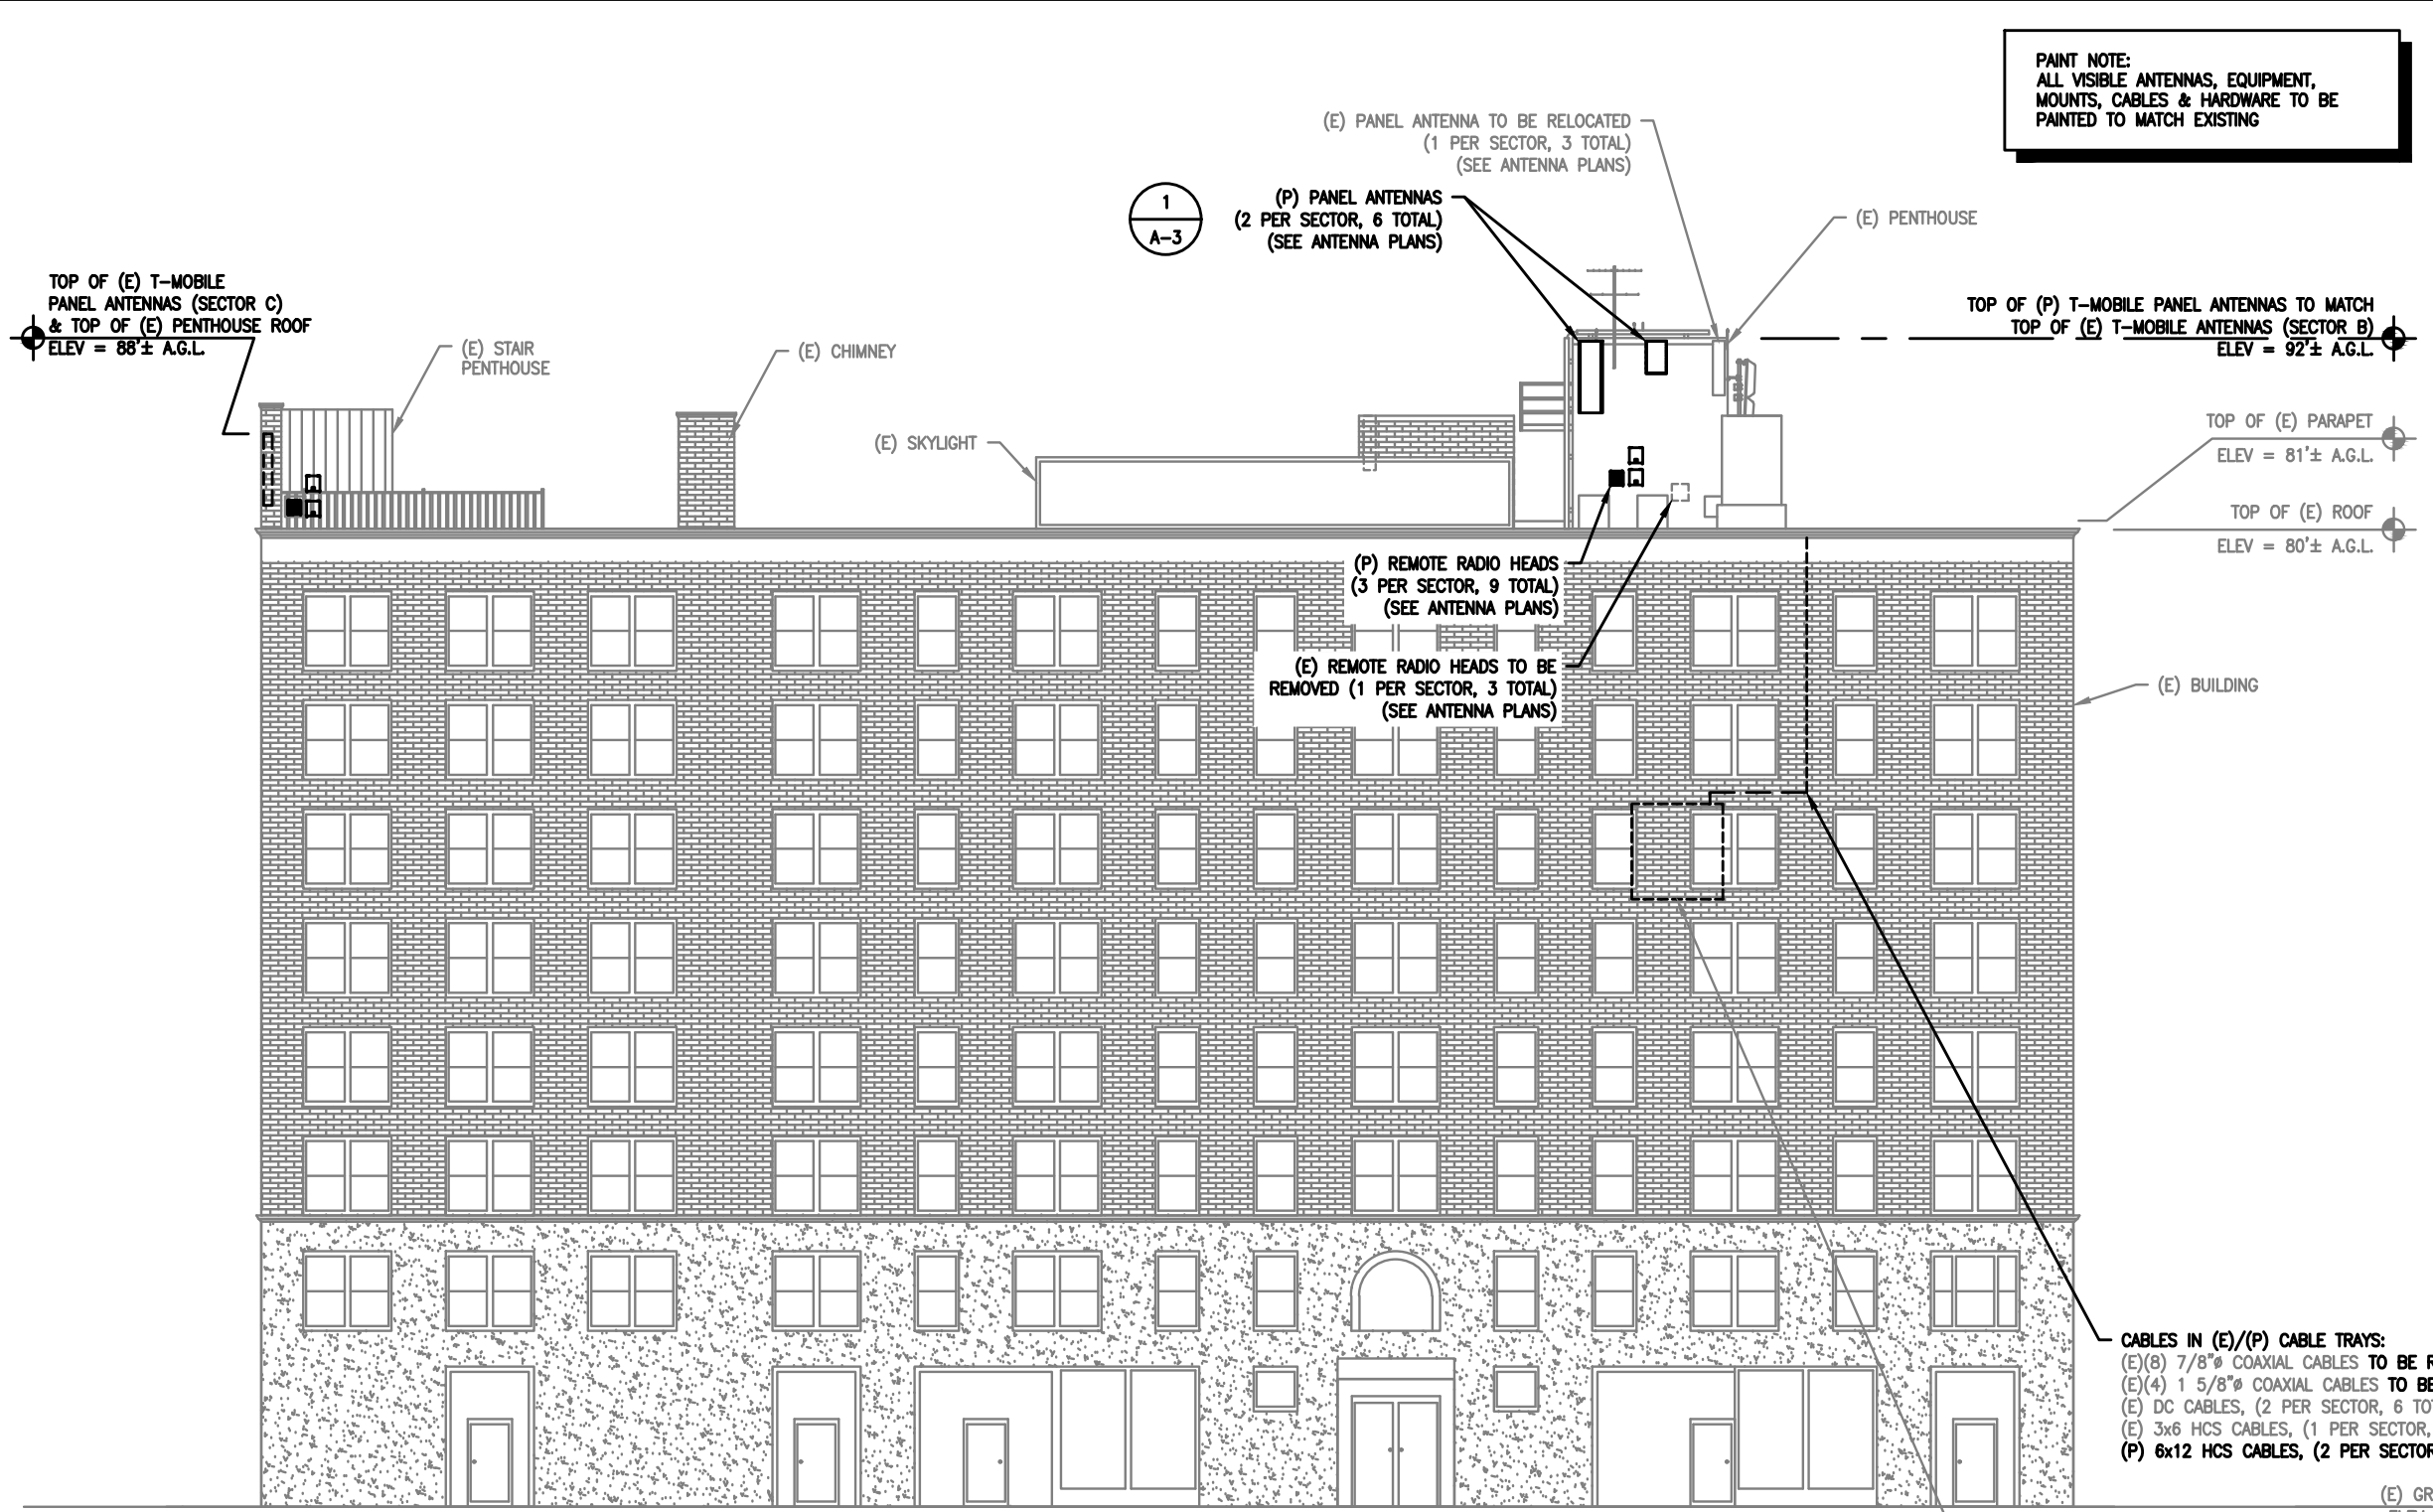 PAINT NOTE:
ALL VISIBLE ANTENNAS, EQUIPMENT,
MOUNTS, CABLES & HARDWARE TO BE
PAINTED TO MATCH EXISTING
(E) PANEL ANTENNA TO BE RELOCATED
(1 PER SECTOR, 3 TOTAL)
(SEE ANTENNA PLANS)
1
A-3
(P) PANEL ANTENNAS
(2 PER SECTOR, 6 TOTAL)
(SEE ANTENNA PLANS)
(E) PENTHOUSE
TOP OF (E) T-MOBILE
PANEL ANTENNAS (SECTOR C)
& TOP OF (E) PENTHOUSE ROOF
ELEV = 88'± A.G.L.
TOP OF (P) T-MOBILE PANEL ANTENNAS TO MATCH
TOP OF (E) T-MOBILE ANTENNAS (SECTOR B)
ELEV = 92'± A.G.L.
(E) STAIR
PENTHOUSE
(E) CHIMNEY
(E) SKYLIGHT
TOP OF (E) PARAPET
ELEV = 81'± A.G.L.
TOP OF (E) ROOF
ELEV = 80'± A.G.L.
(P) REMOTE RADIO HEADS
(3 PER SECTOR, 9 TOTAL)
(SEE ANTENNA PLANS)
(E) REMOTE RADIO HEADS TO BE
REMOVED (1 PER SECTOR, 3 TOTAL)
(SEE ANTENNA PLANS)
(E) BUILDING
CABLES IN (E)/(P) CABLE TRAYS:
(E)(8) 7/8"ø COAXIAL CABLES TO BE
(E)(4) 1 5/8"ø COAXIAL CABLES TO BE
(E) DC CABLES, (2 PER SECTOR, 6
(E) 3x6 HCS CABLES, (1 PER SECTOR,
(P) 6x12 HCS CABLES, (2 PER SECTOR
(E)